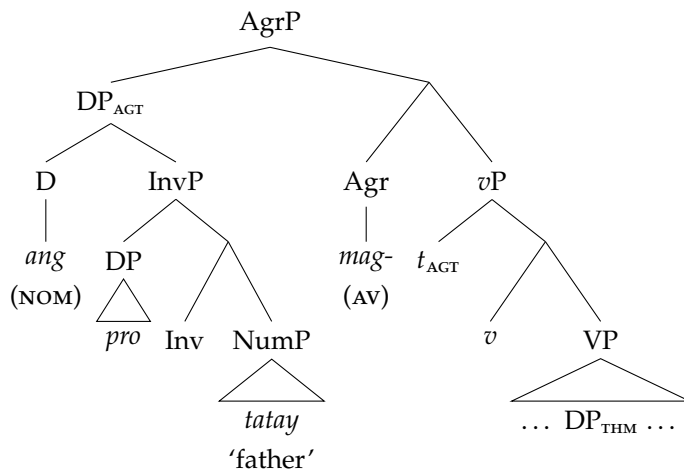 AgrP
DP_AGT
D InvP Agr vP
ang DP mag- t_AGT
(NOM) (AV)
pro Inv NumP v VP
tatay … DP_THM …
‘father’